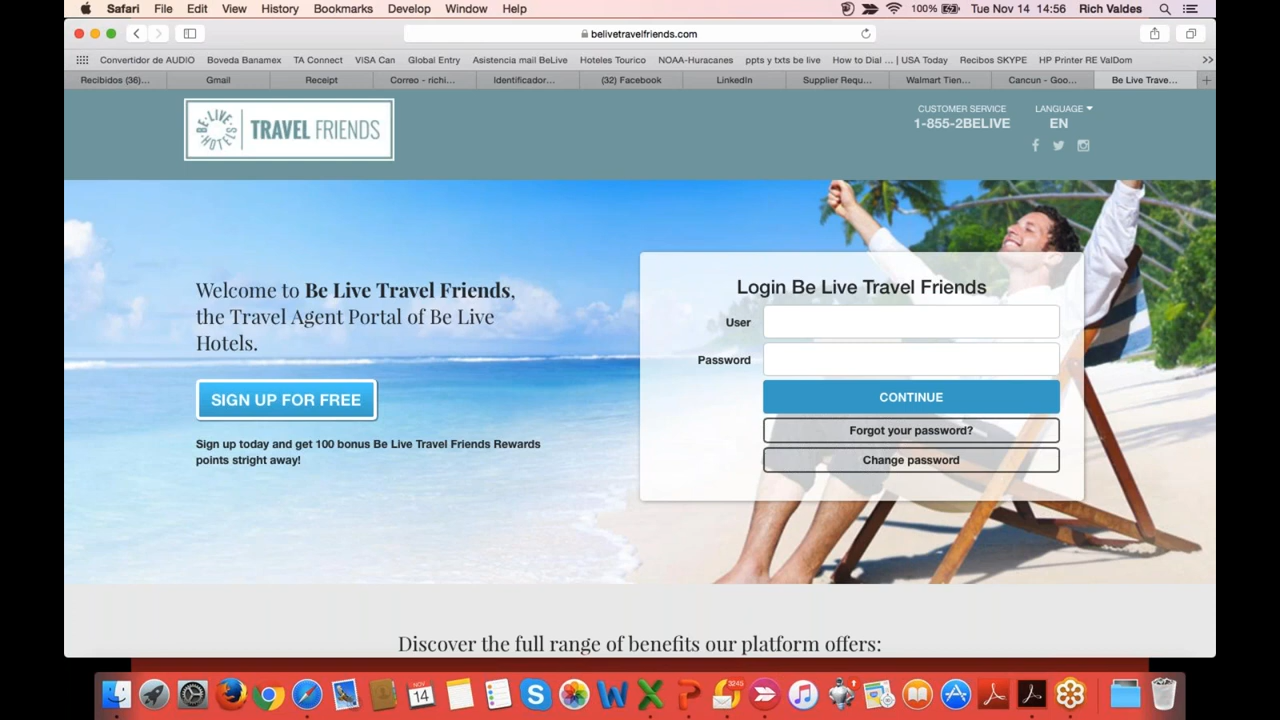 Safari File Edit View History Bookmarks Develop Window Help 100% Tue Nov 14 14:56 Rich Valdes
belivetravelfriends.com
Convertidor de AUDIO Boveda Banamex TA Connect VISA Can Global Entry Asistencia mail BeLive Hoteles Tourico NOAA-Huracanes ppts y txts be live How to Dial ... | USA Today Recibos SKYPE HP Printer RE ValDom
Recibidos (36)... Gmail Receipt Correo - richi... Identificador... (32) Facebook LinkedIn Supplier Requ... Walmart Tien... Cancun - Goo... Be Live Trave...
BE·LIVE HOTELS TRAVEL FRIENDS
CUSTOMER SERVICE
1-855-2BELIVE
LANGUAGE
EN
Welcome to Be Live Travel Friends,
the Travel Agent Portal of Be Live
Hotels.
SIGN UP FOR FREE
Sign up today and get 100 bonus Be Live Travel Friends Rewards
points stright away!
Login Be Live Travel Friends
User
Password
CONTINUE
Forgot your password?
Change password
Discover the full range of benefits our platform offers:
NOV
14
3245